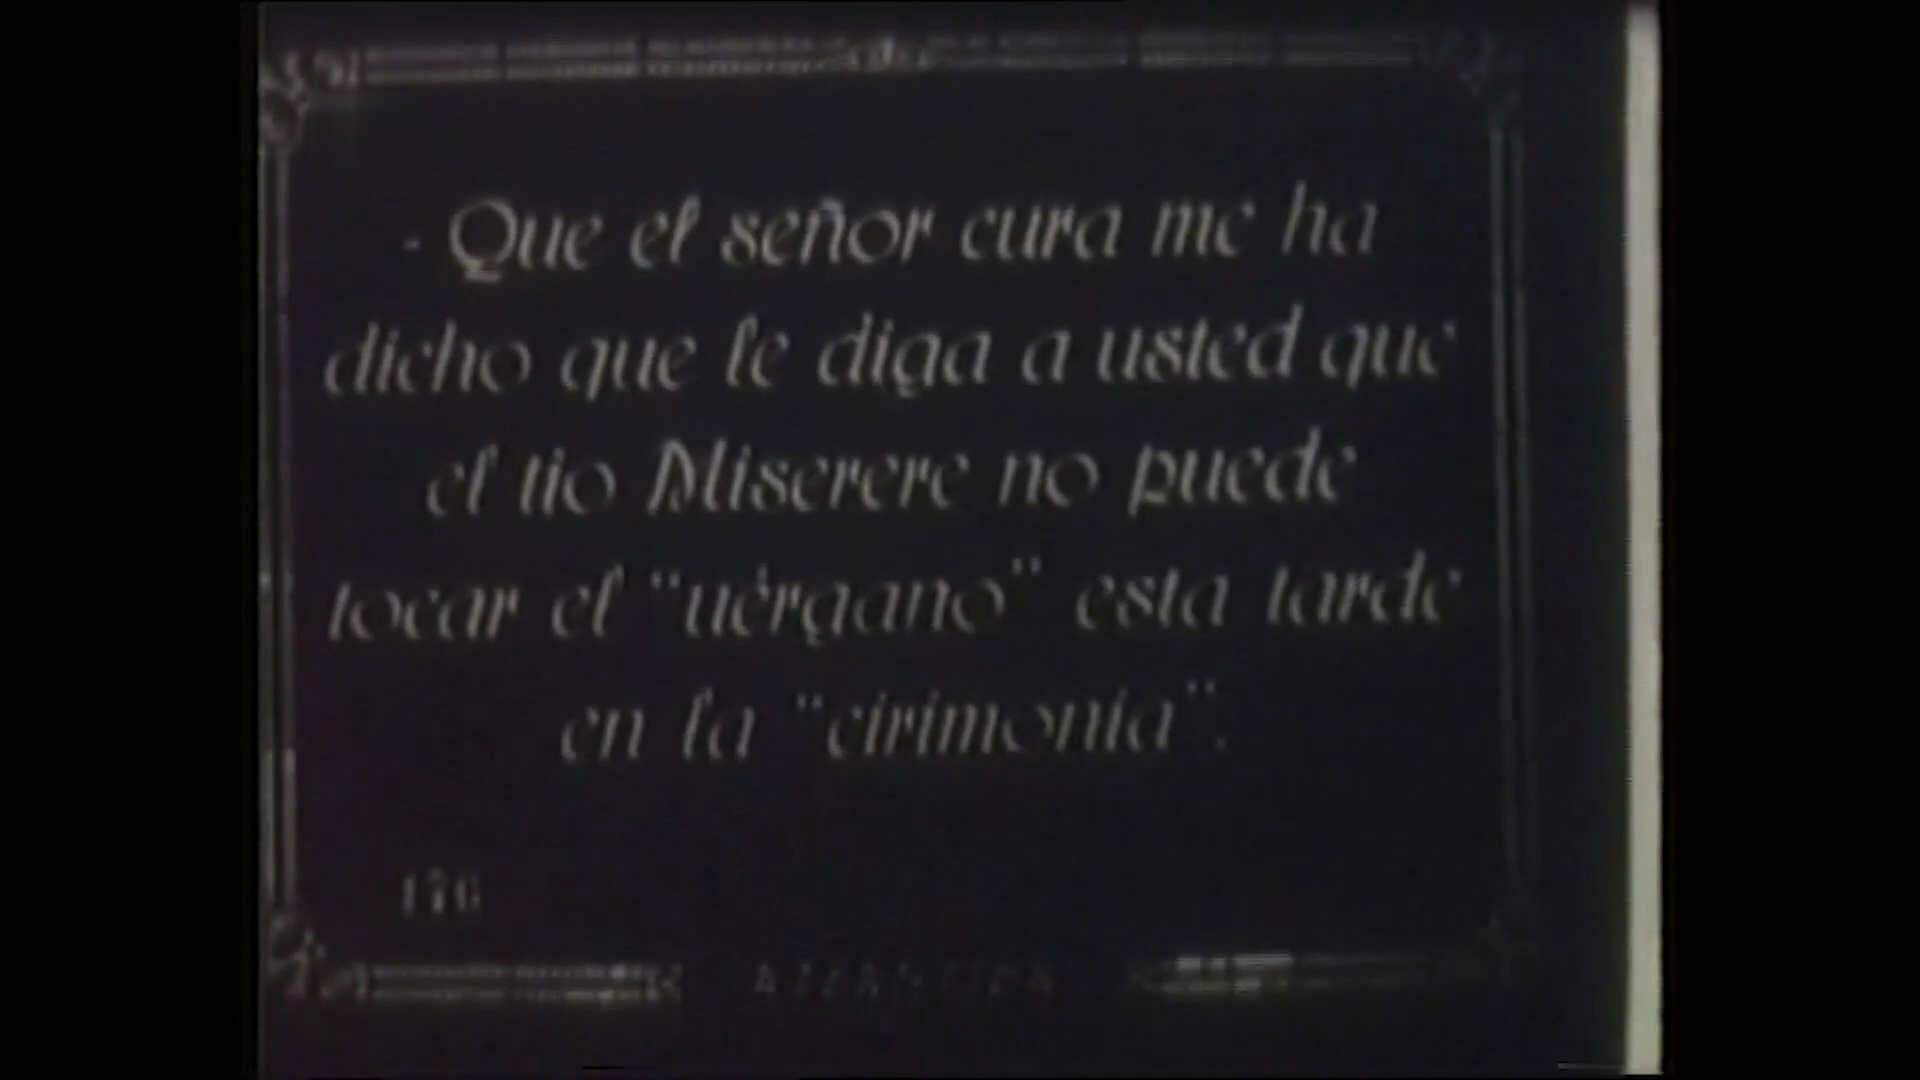 - Que el señor cura me ha
dicho que le diga a usted que
el tio Miserere no puede
tocar el "uérgano" esta tarde
en la "cirimonia".
176